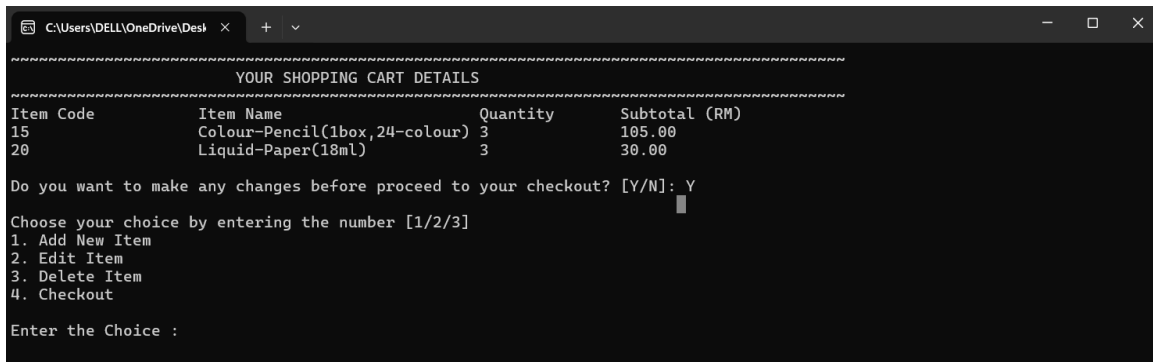 C:\Users\DELL\OneDrive\Desk
~~~~~~~~~~~~~~~~~~~~~~~~~~~~~~~~~~~~~~~~~~~~~~~~~~~~~~~~~~~~~~~~~~~~~~~~~~~~~~~~~~~~~~~~~
YOUR SHOPPING CART DETAILS
~~~~~~~~~~~~~~~~~~~~~~~~~~~~~~~~~~~~~~~~~~~~~~~~~~~~~~~~~~~~~~~~~~~~~~~~~~~~~~~~~~~~~~~~~
Item Code Item Name Quantity Subtotal (RM)
15 Colour-Pencil(1box,24-colour) 3 105.00
20 Liquid-Paper(18ml) 3 30.00
Do you want to make any changes before proceed to your checkout? [Y/N]: Y
Choose your choice by entering the number [1/2/3]
1. Add New Item
2. Edit Item
3. Delete Item
4. Checkout
Enter the Choice :